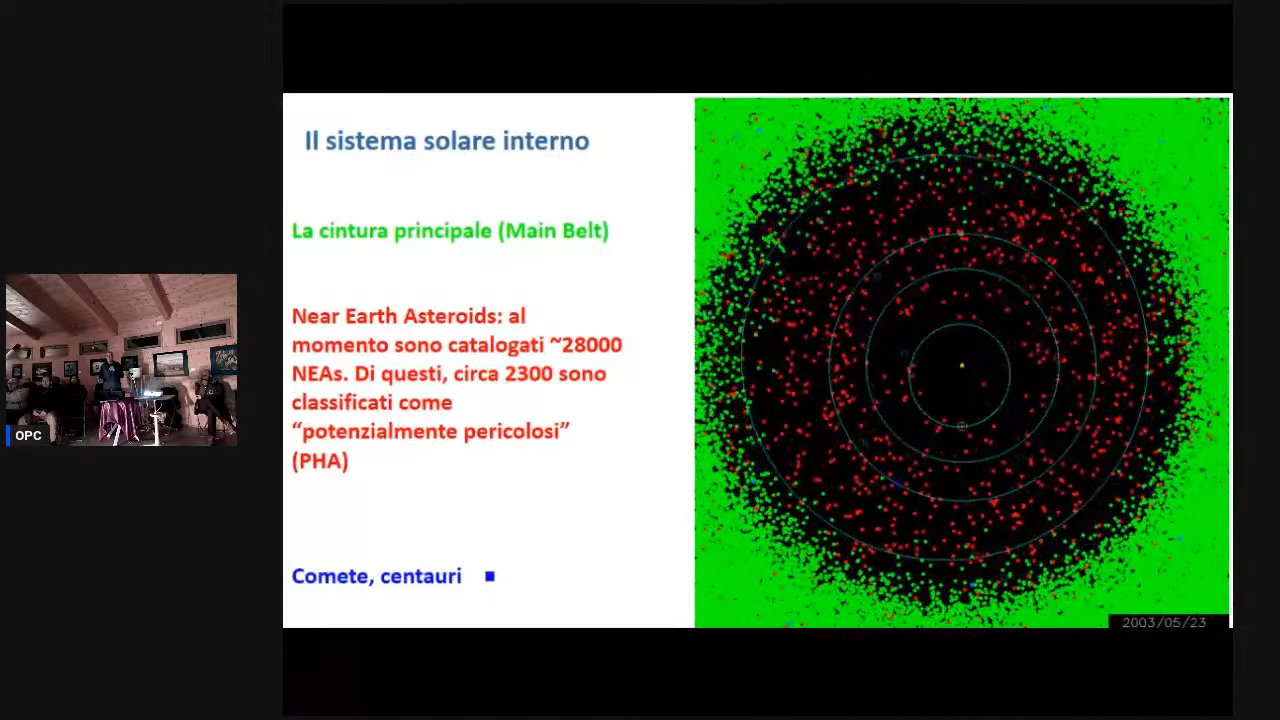 Il sistema solare interno
La cintura principale (Main Belt)
Near Earth Asteroids: al
momento sono catalogati ~28000
NEAs. Di questi, circa 2300 sono
classificati come
“potenzialmente pericolosi”
(PHA)
Comete, centauri
OPC
2003/05/23